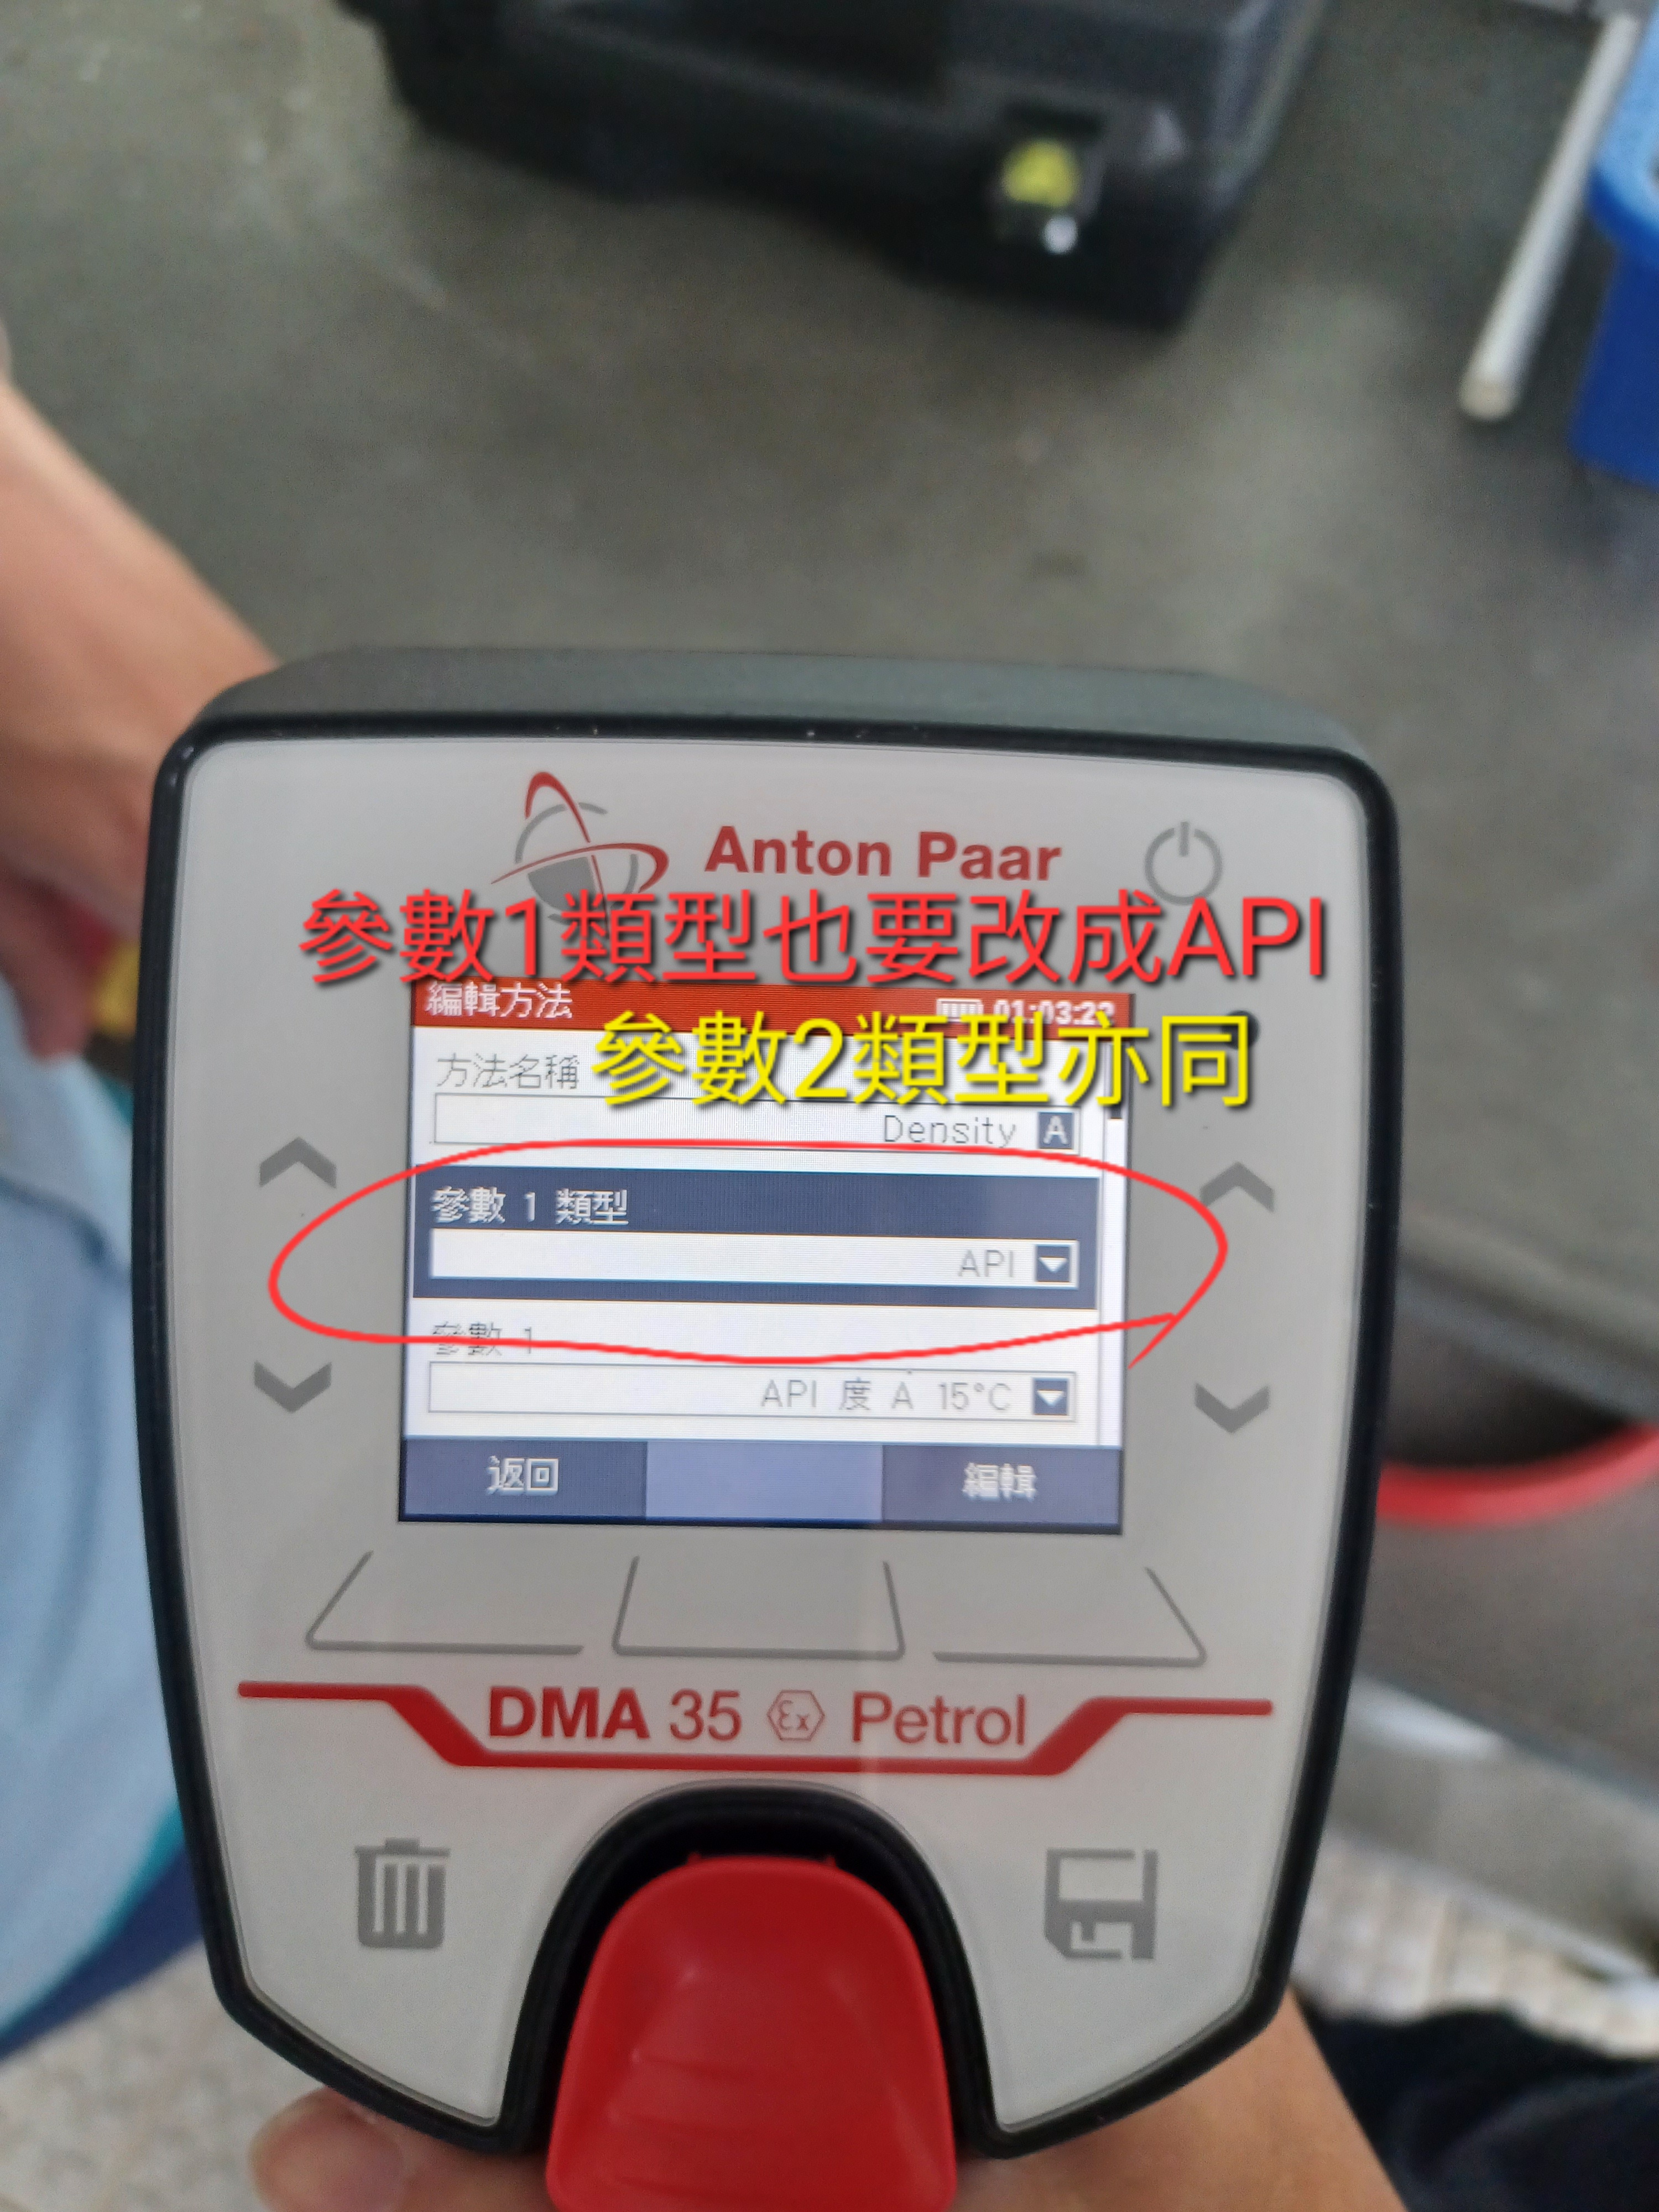 Anton Paar
參數1類型也要改成API
編輯方法 01:03:22
參數2類型亦同
方法名稱
Density A
參數 1 類型
API
參數 1
API 度 A 15°C
返回 編輯
DMA 35 Ex Petrol